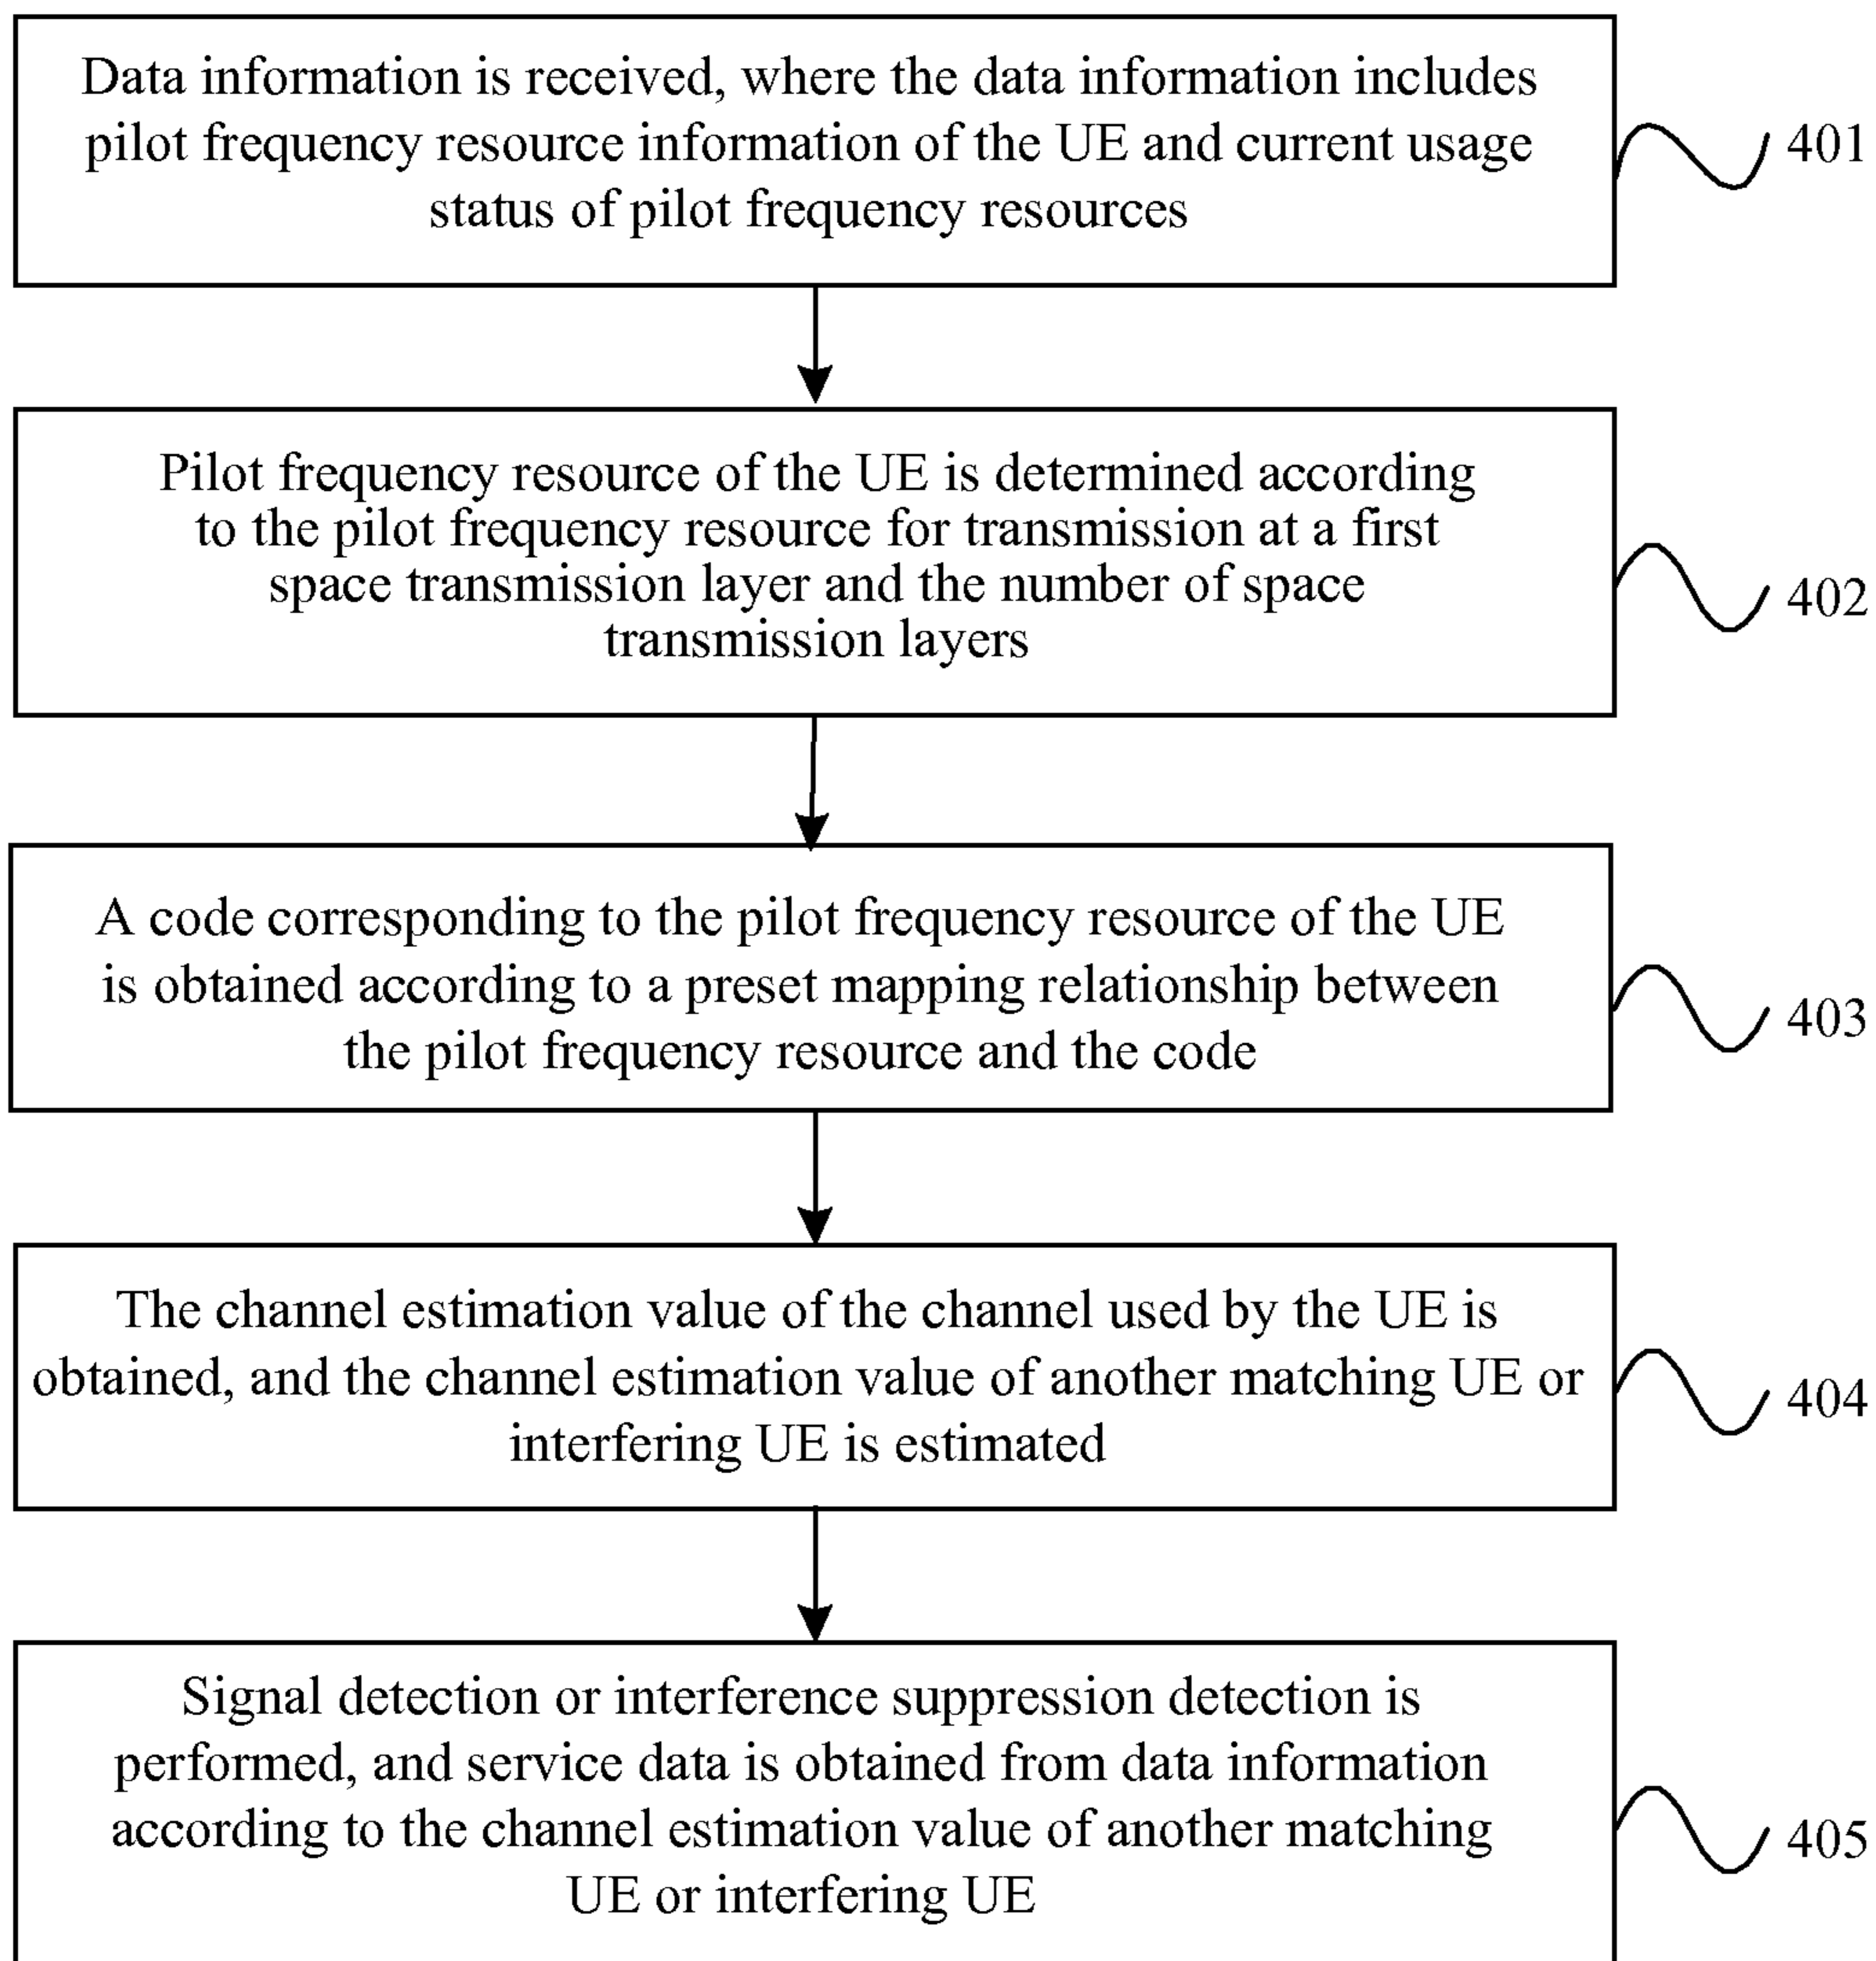 Data information is received, where the data information includes
pilot frequency resource information of the UE and current usage
status of pilot frequency resources
401
Pilot frequency resource of the UE is determined according
to the pilot frequency resource for transmission at a first
space transmission layer and the number of space
transmission layers
402
A code corresponding to the pilot frequency resource of the UE
is obtained according to a preset mapping relationship between
the pilot frequency resource and the code
403
The channel estimation value of the channel used by the UE is
obtained, and the channel estimation value of another matching UE or
interfering UE is estimated
404
Signal detection or interference suppression detection is
performed, and service data is obtained from data information
according to the channel estimation value of another matching
UE or interfering UE
405